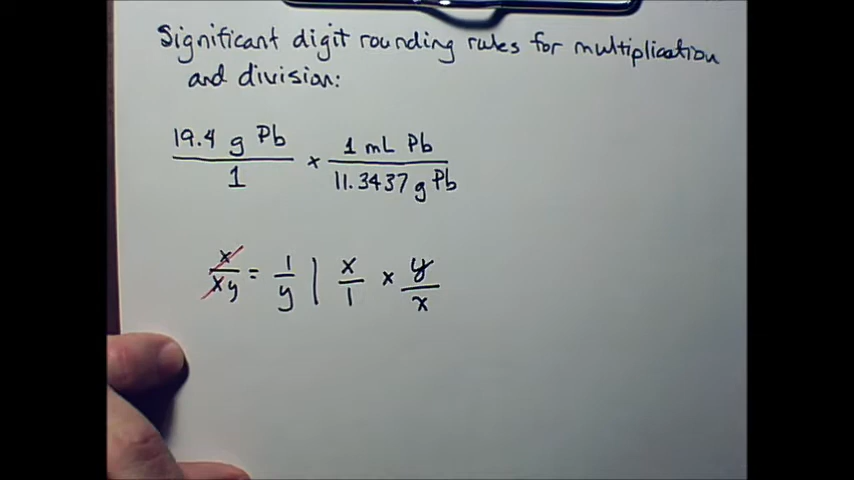 Significant digit rounding rules for multiplication
and division:
19.4 g Pb / 1 × 1 mL Pb / 11.3437 g Pb
x / xy = 1 / y | x / 1 × y / x